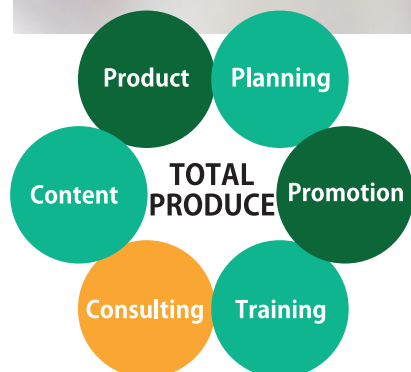 Product
Planning
Content
TOTAL
PRODUCE
Promotion
Consulting
Training